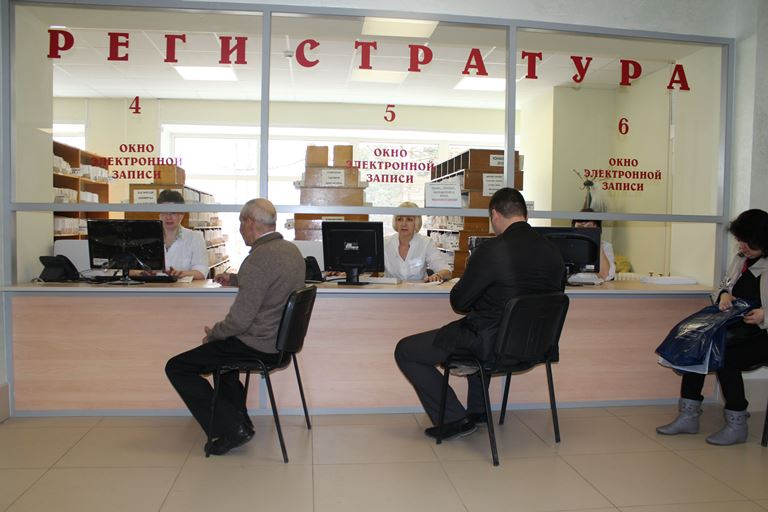 РЕГИСТРАТУРА
4
ОКНО
ЭЛЕКТРОННОЙ
ЗАПИСИ
5
ОКНО
ЭЛЕКТРОННОЙ
ЗАПИСИ
6
ОКНО
ЭЛЕКТРОННОЙ
ЗАПИСИ